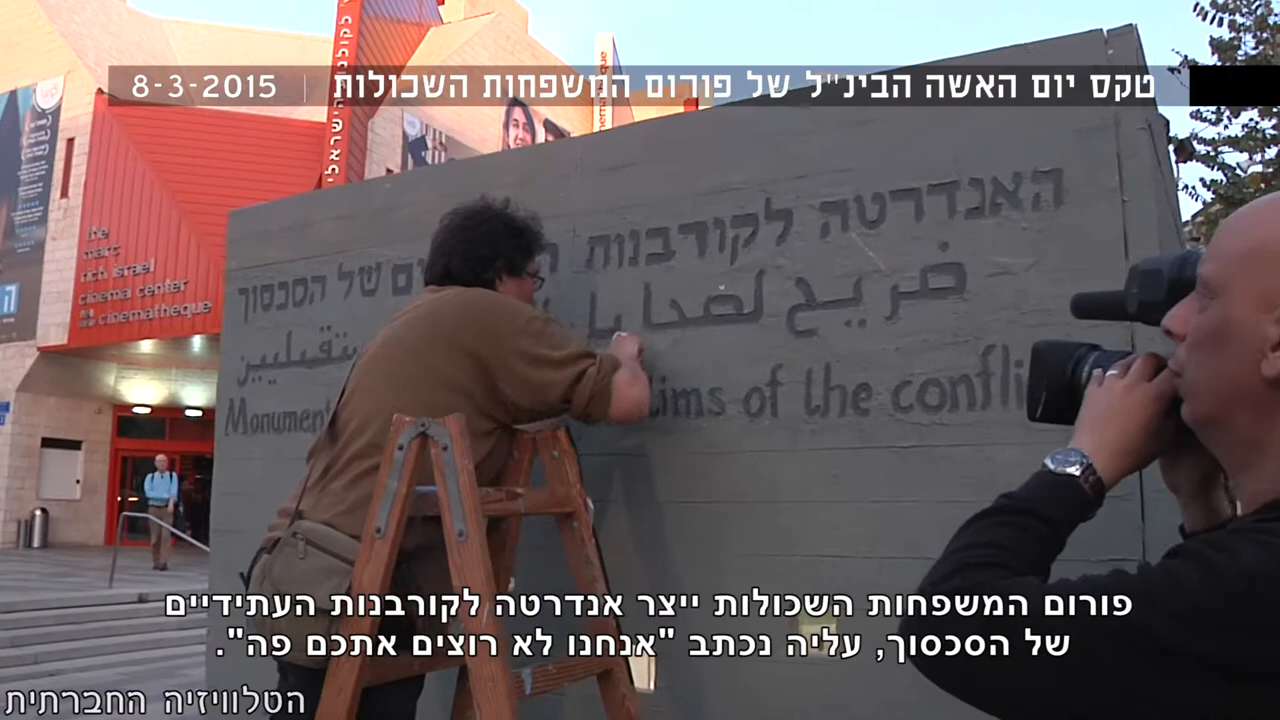 טקס יום האשה הבינ"ל של פורום המשפחות השכולות | 8-3-2015
האנדרטה לקורבנות של הסכסוך
ضريح لضحايا
Monument of the
the
marc
rich israel
cinema center
cinematheque
פורום המשפחות השכולות ייצר אנדרטה לקורבנות העתידיים
של הסכסוך, עליה נכתב "אנחנו לא רוצים אתכם פה".
הטלוויזיה החברתית